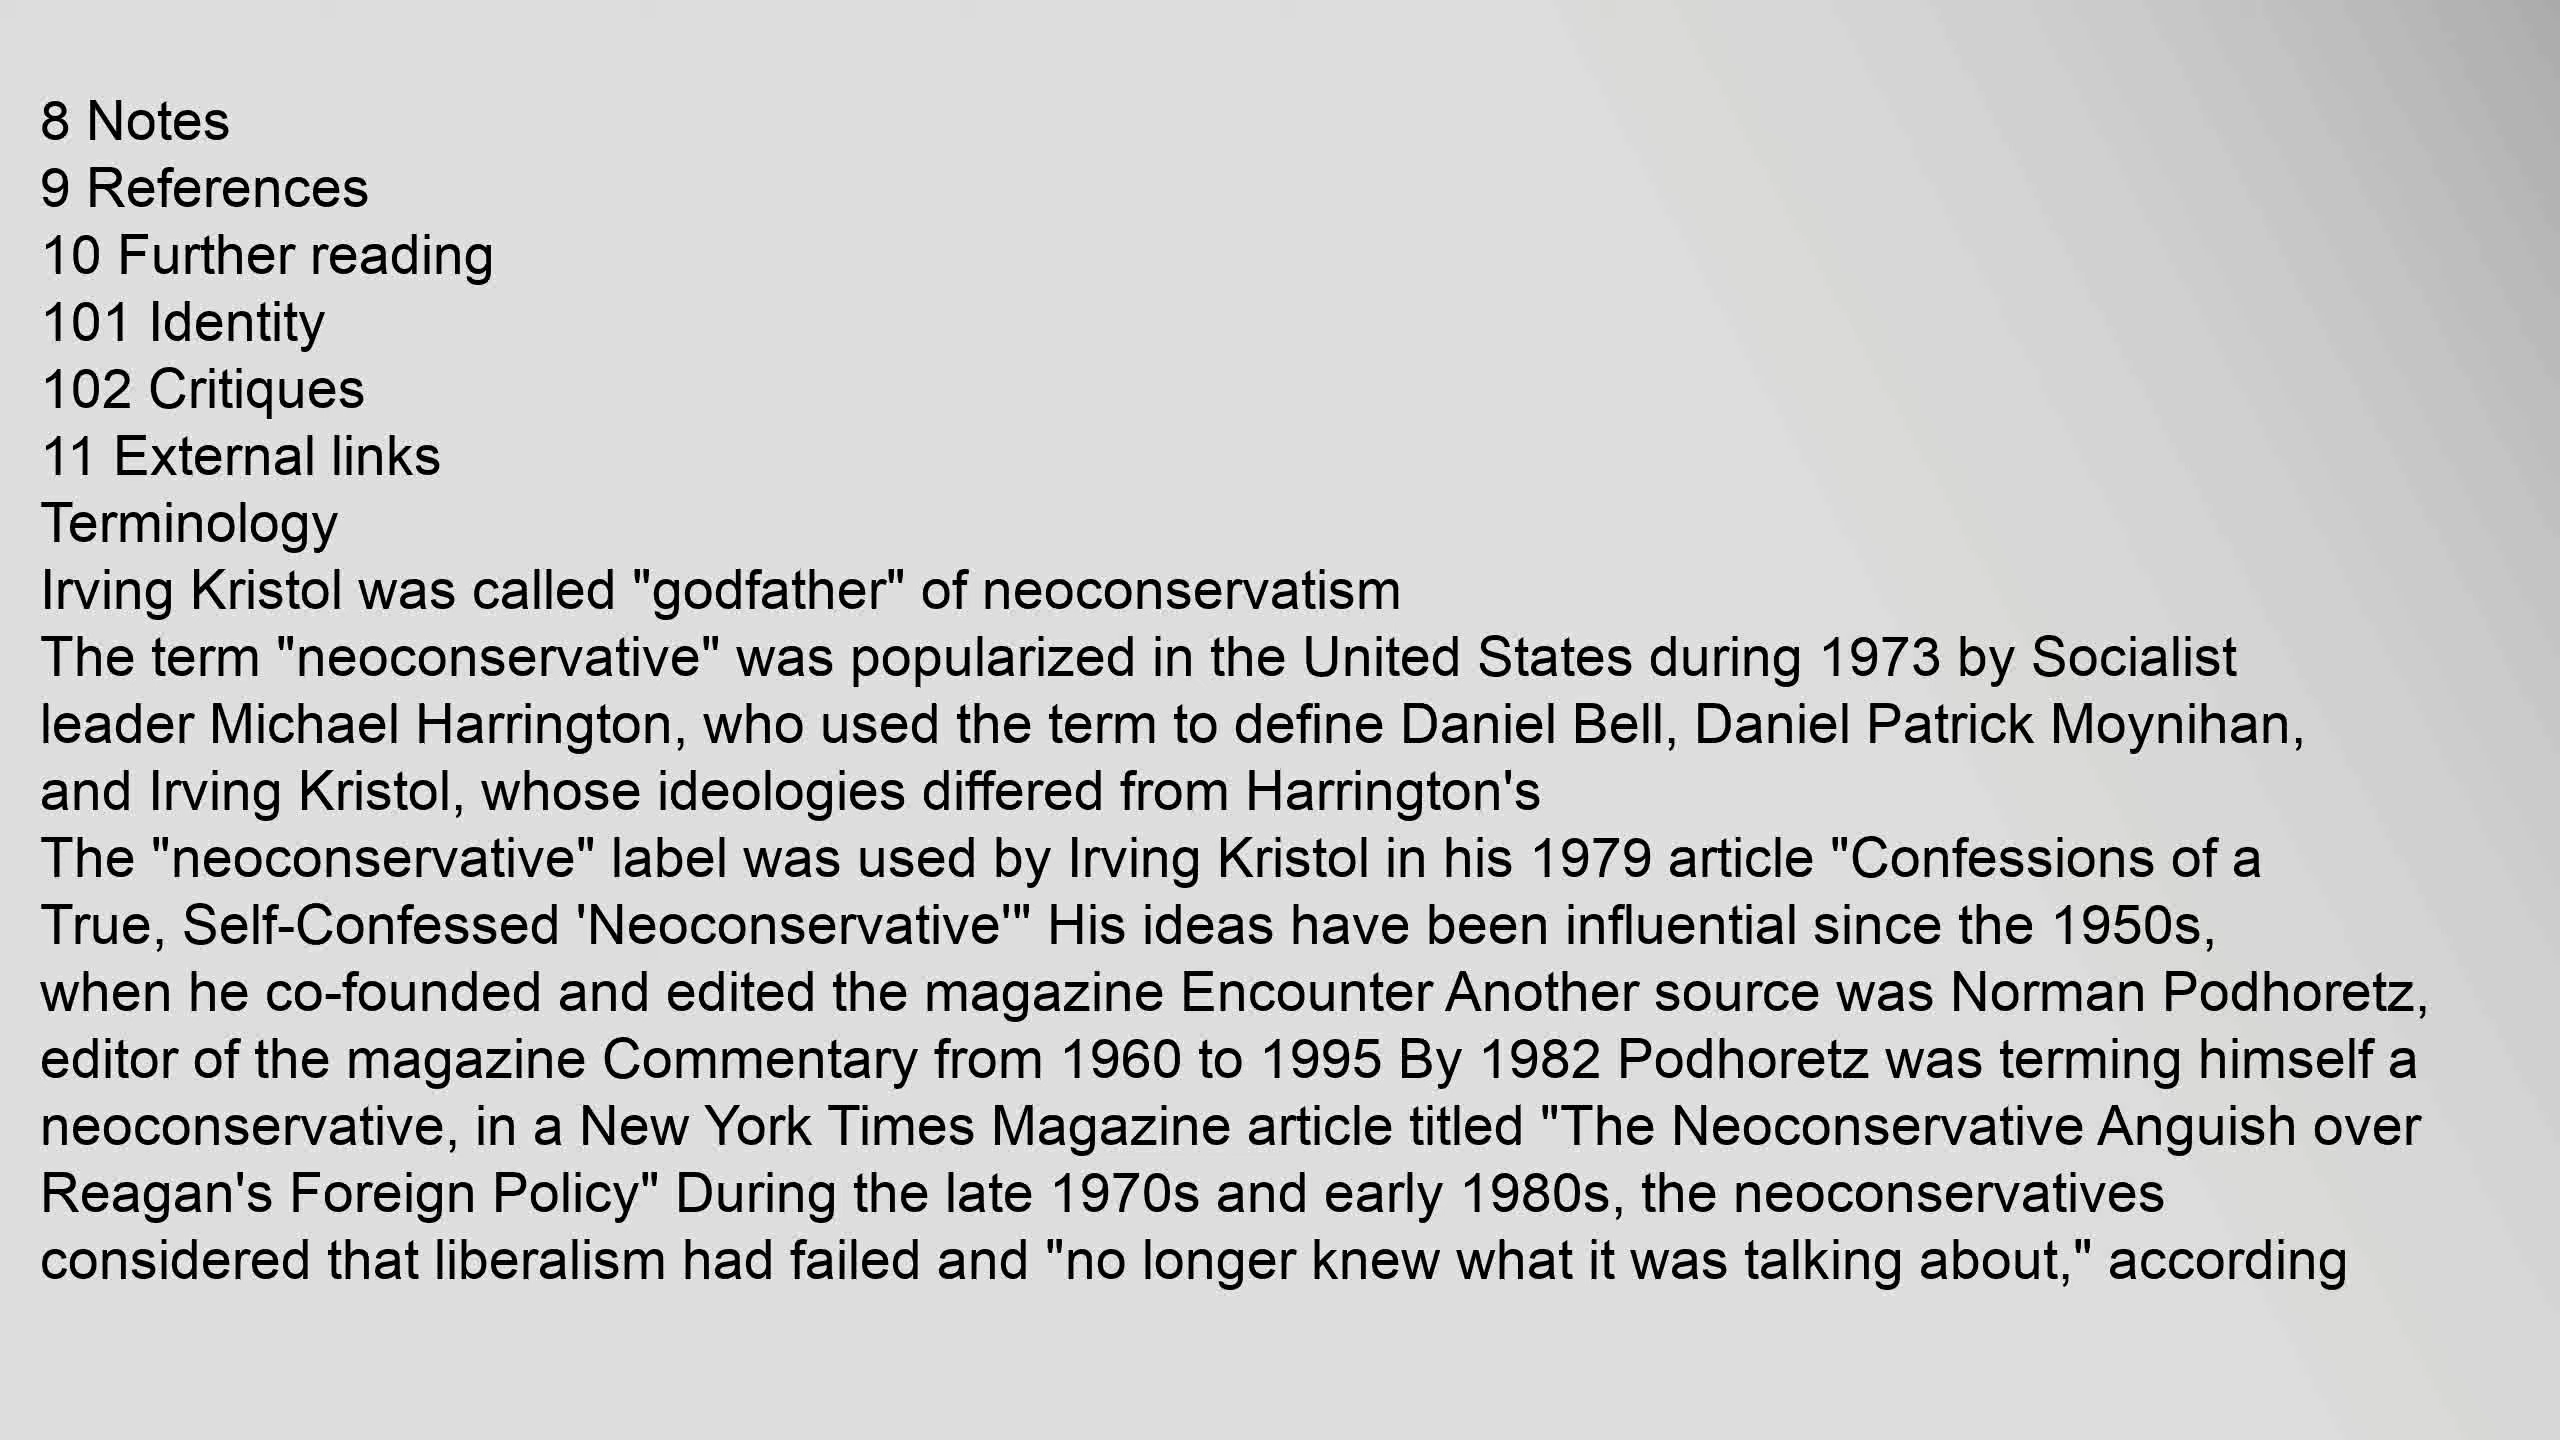 8 Notes
9 References
10 Further reading
101 Identity
102 Critiques
11 External links
Terminology
Irving Kristol was called "godfather" of neoconservatism
The term "neoconservative" was popularized in the United States during 1973 by Socialist
leader Michael Harrington, who used the term to define Daniel Bell, Daniel Patrick Moynihan,
and Irving Kristol, whose ideologies differed from Harrington's
The "neoconservative" label was used by Irving Kristol in his 1979 article "Confessions of a
True, Self-Confessed 'Neoconservative'" His ideas have been influential since the 1950s,
when he co-founded and edited the magazine Encounter Another source was Norman Podhoretz,
editor of the magazine Commentary from 1960 to 1995 By 1982 Podhoretz was terming himself a
neoconservative, in a New York Times Magazine article titled "The Neoconservative Anguish over
Reagan's Foreign Policy" During the late 1970s and early 1980s, the neoconservatives
considered that liberalism had failed and "no longer knew what it was talking about," according